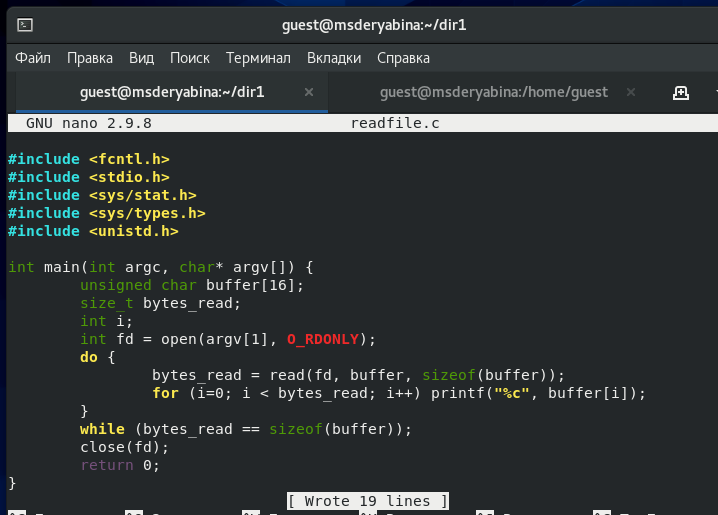 guest@msderyabina:~/dir1
Файл Правка Вид Поиск Терминал Вкладки Справка
guest@msderyabina:~/dir1 × guest@msderyabina:/home/guest ×
GNU nano 2.9.8 readfile.c
#include <fcntl.h>
#include <stdio.h>
#include <sys/stat.h>
#include <sys/types.h>
#include <unistd.h>
int main(int argc, char* argv[]) {
        unsigned char buffer[16];
        size_t bytes_read;
        int i;
        int fd = open(argv[1], O_RDONLY);
        do {
                bytes_read = read(fd, buffer, sizeof(buffer));
                for (i=0; i < bytes_read; i++) printf("%c", buffer[i]);
        }
        while (bytes_read == sizeof(buffer));
        close(fd);
        return 0;
}
[ Wrote 19 lines ]